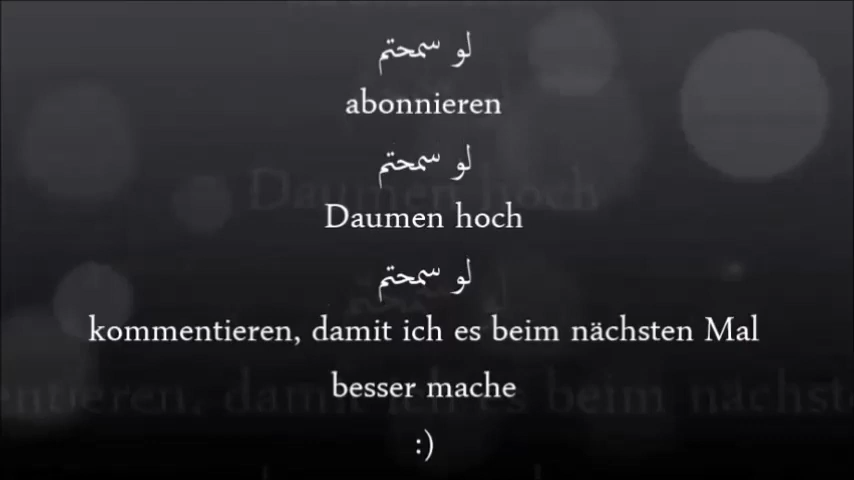 لو سمحتم
abonnieren
لو سمحتم
Daumen hoch
لو سمحتم
kommentieren, damit ich es beim nächsten Mal
besser mache
:)